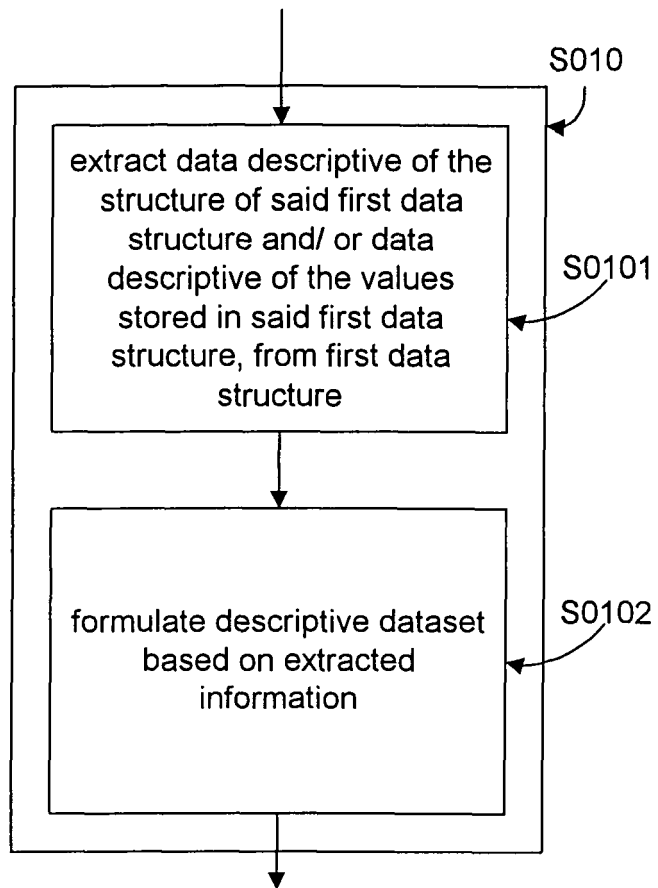 S010
extract data descriptive of the
structure of said first data
structure and/ or data
descriptive of the values
stored in said first data
structure, from first data
structure
S0101
formulate descriptive dataset
based on extracted
information
S0102